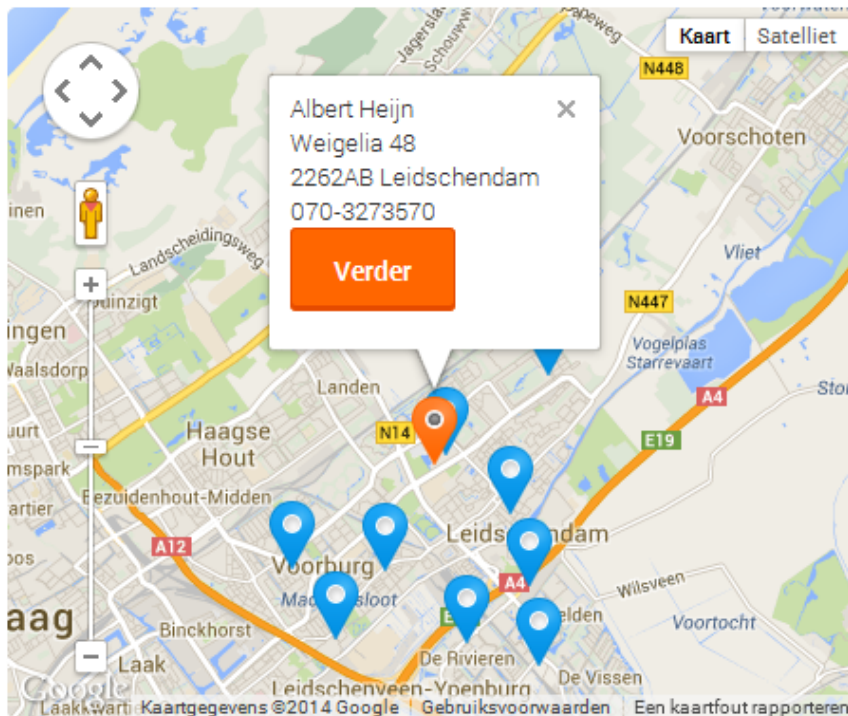 Kaart Satelliet
N448
Voorschoten
Albert Heijn
Weigelia 48
2262AB Leidschendam
070-3273570
Verder
Landscheidingsweg
Vliet
N447
Vogelplas
Starrevaart
Landen
A4
N14
Haagse
Hout
E19
Bezuidenhout-Midden
A12
Voorburg
A4
Wilsveen
Binckhorst
Voortocht
De Rivieren
Laak
De Vissen
Leidschenveen-Ypenburg
Google
Kaartgegevens ©2014 Google Gebruiksvoorwaarden Een kaartfout rapporteren